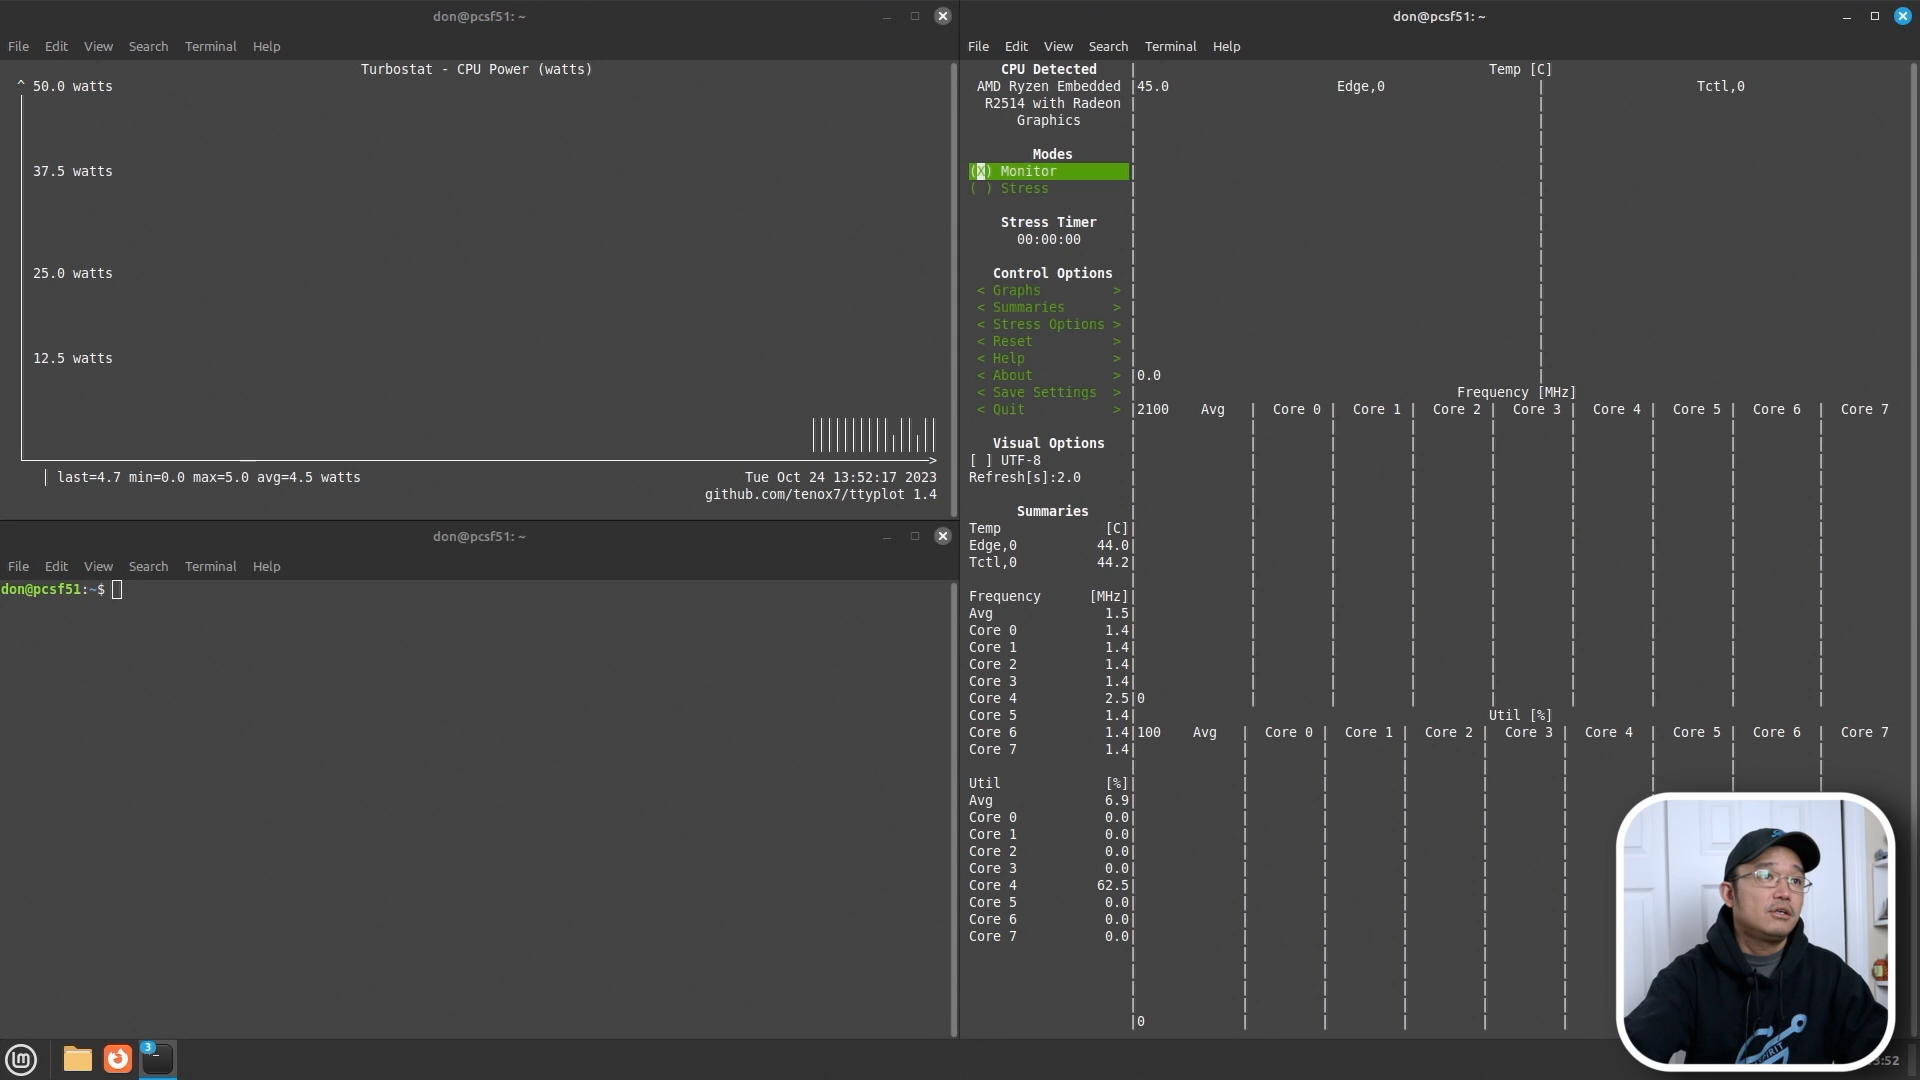 don@pcsf51: ~
File Edit View Search Terminal Help
Turbostat - CPU Power (watts)
^ 50.0 watts
37.5 watts
25.0 watts
12.5 watts
| last=4.7 min=0.0 max=5.0 avg=4.5 watts
Tue Oct 24 13:52:17 2023
github.com/tenox7/ttyplot 1.4
don@pcsf51: ~
File Edit View Search Terminal Help
don@pcsf51:~$
don@pcsf51: ~
File Edit View Search Terminal Help
CPU Detected
AMD Ryzen Embedded
R2514 with Radeon
Graphics
Modes
(X) Monitor
( ) Stress
Stress Timer
00:00:00
Control Options
< Graphs >
< Summaries >
< Stress Options >
< Reset >
< Help >
< About >
< Save Settings >
< Quit >
Visual Options
[ ] UTF-8
Refresh[s]:2.0
Summaries
Temp [C]
Edge,0 44.0
Tctl,0 44.2
Frequency [MHz]
Avg 1.5
Core 0 1.4
Core 1 1.4
Core 2 1.4
Core 3 1.4
Core 4 2.5
Core 5 1.4
Core 6 1.4
Core 7 1.4
Util [%]
Avg 6.9
Core 0 0.0
Core 1 0.0
Core 2 0.0
Core 3 0.0
Core 4 62.5
Core 5 0.0
Core 6 0.0
Core 7 0.0
Temp [C]
45.0 Edge,0 Tctl,0
0.0
Frequency [MHz]
2100 Avg Core 0 Core 1 Core 2 Core 3 Core 4 Core 5 Core 6 Core 7
0
Util [%]
100 Avg Core 0 Core 1 Core 2 Core 3 Core 4 Core 5 Core 6 Core 7
0
3